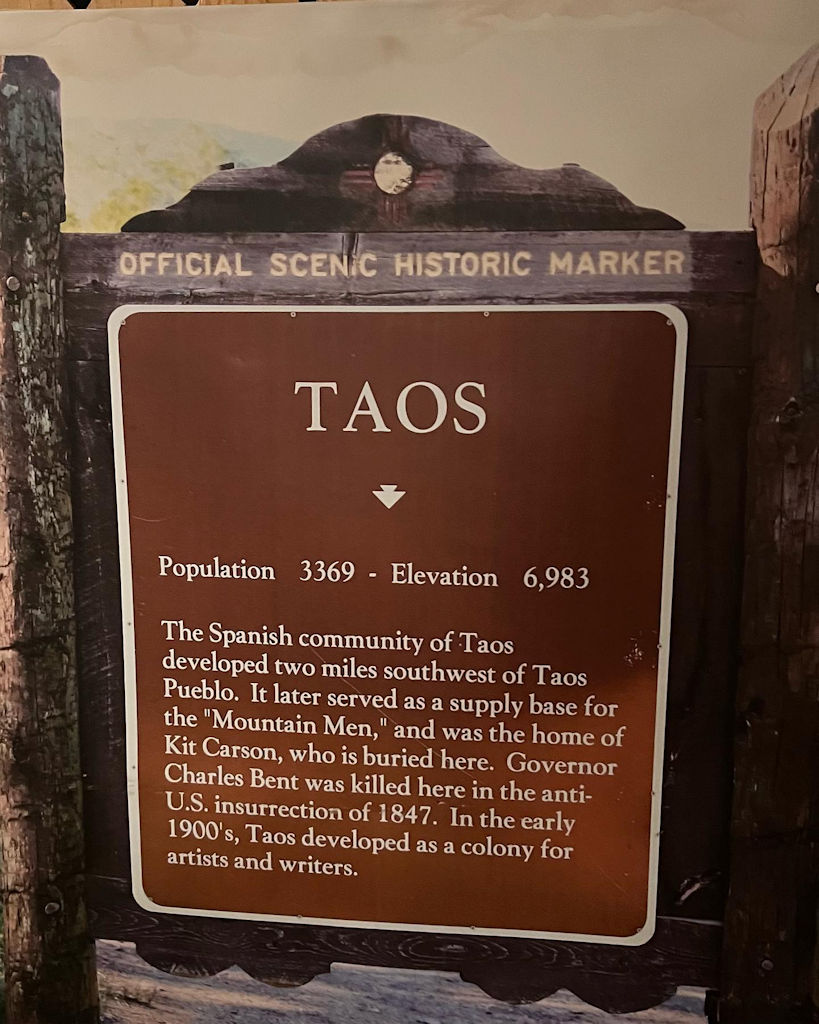 OFFICIAL SCENIC HISTORIC MARKER
TAOS
Population 3369 - Elevation 6,983
The Spanish community of Taos
developed two miles southwest of Taos
Pueblo. It later served as a supply base for
the "Mountain Men," and was the home of
Kit Carson, who is buried here. Governor
Charles Bent was killed here in the anti-
U.S. insurrection of 1847. In the early
1900's, Taos developed as a colony for
artists and writers.